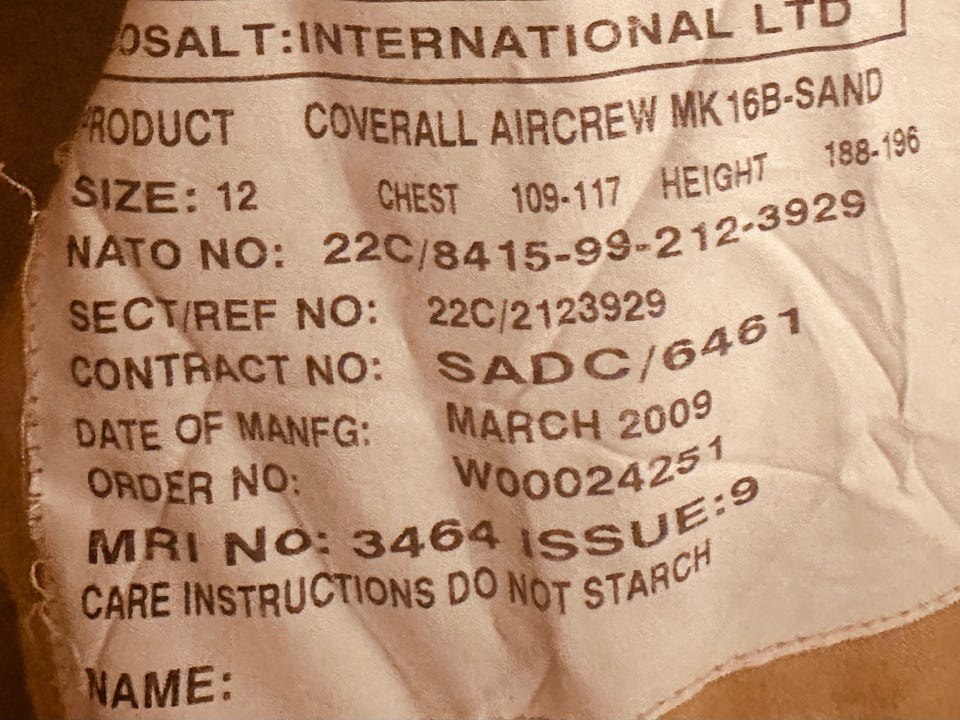 OSALT:INTERNATIONAL LTD
PRODUCT COVERALL AIRCREW MK 16B-SAND
SIZE: 12 CHEST 109-117 HEIGHT 188-196
NATO NO: 22C/8415-99-212-3929
SECT/REF NO: 22C/2123929
CONTRACT NO: SADC/6461
DATE OF MANFG: MARCH 2009
ORDER NO: W00024251
MRI NO: 3464 ISSUE:9
CARE INSTRUCTIONS DO NOT STARCH
NAME: